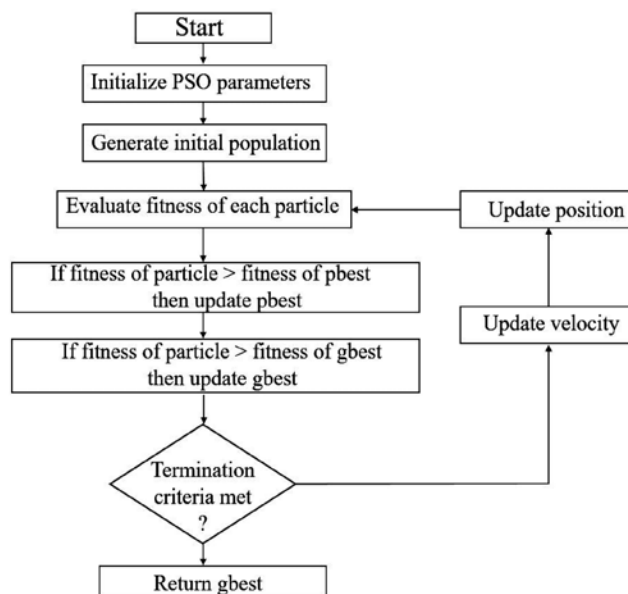 Start
Initialize PSO parameters
Generate initial population
Evaluate fitness of each particle
Update position
If fitness of particle > fitness of pbest
then update pbest
Update velocity
If fitness of particle > fitness of gbest
then update gbest
Termination
criteria met
?
Return gbest